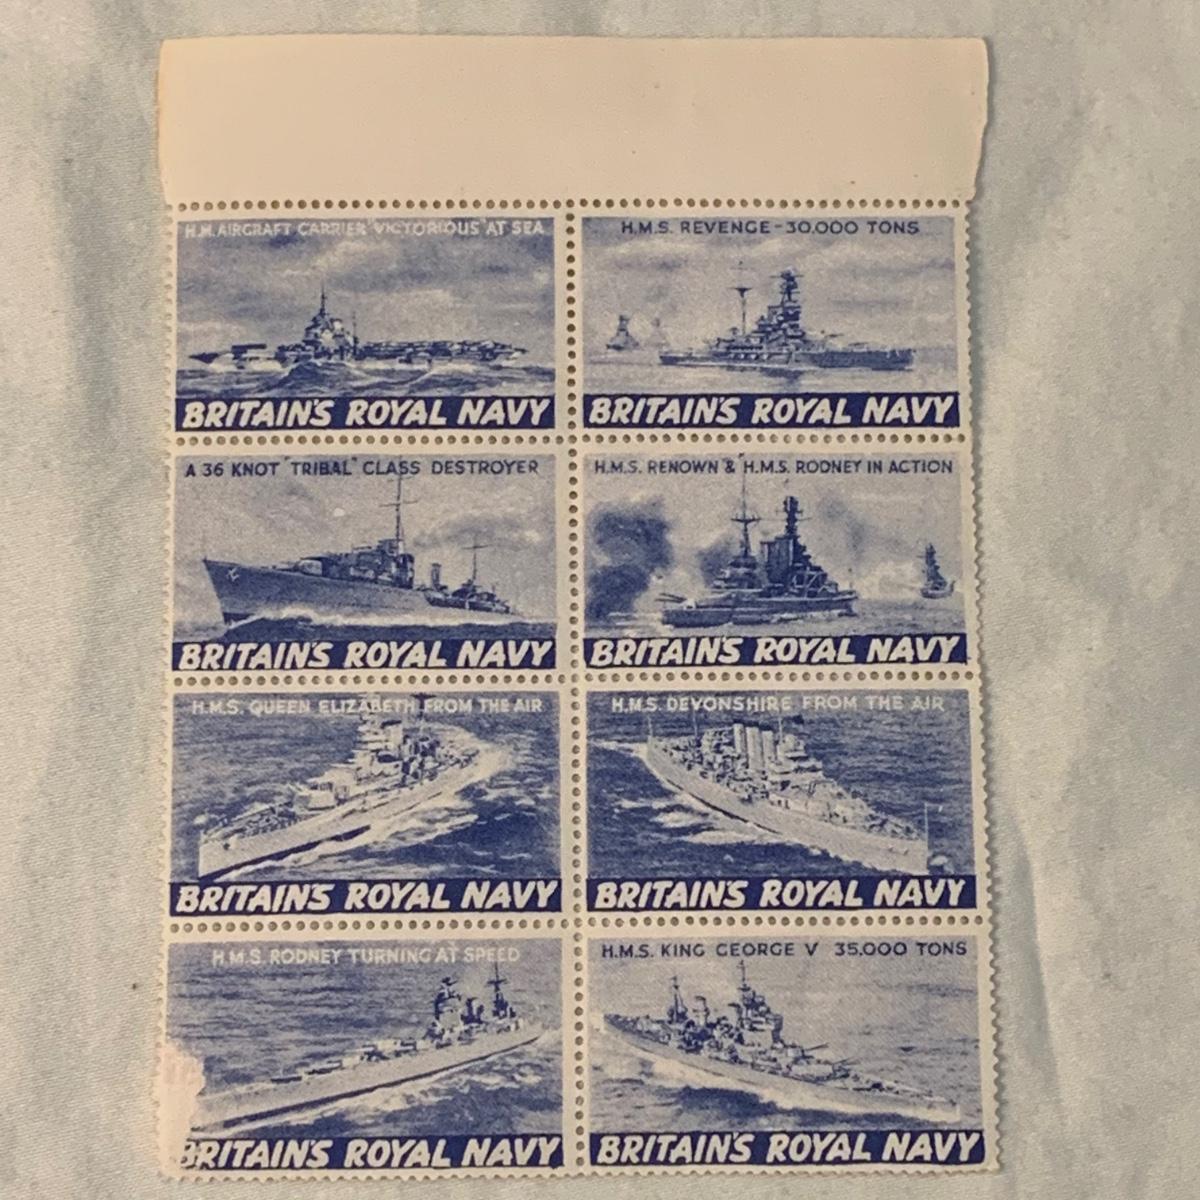 H.M. AIRCRAFT CARRIER "VICTORIOUS" AT SEA
BRITAIN'S ROYAL NAVY
H.M.S. REVENGE - 30,000 TONS
BRITAIN'S ROYAL NAVY
A 36 KNOT "TRIBAL" CLASS DESTROYER
BRITAIN'S ROYAL NAVY
H.M.S. RENOWN & H.M.S. RODNEY IN ACTION
BRITAIN'S ROYAL NAVY
H.M.S. QUEEN ELIZABETH FROM THE AIR
BRITAIN'S ROYAL NAVY
H.M.S. DEVONSHIRE FROM THE AIR
BRITAIN'S ROYAL NAVY
H.M.S. RODNEY TURNING AT SPEED
BRITAIN'S ROYAL NAVY
H.M.S. KING GEORGE V 35,000 TONS
BRITAIN'S ROYAL NAVY